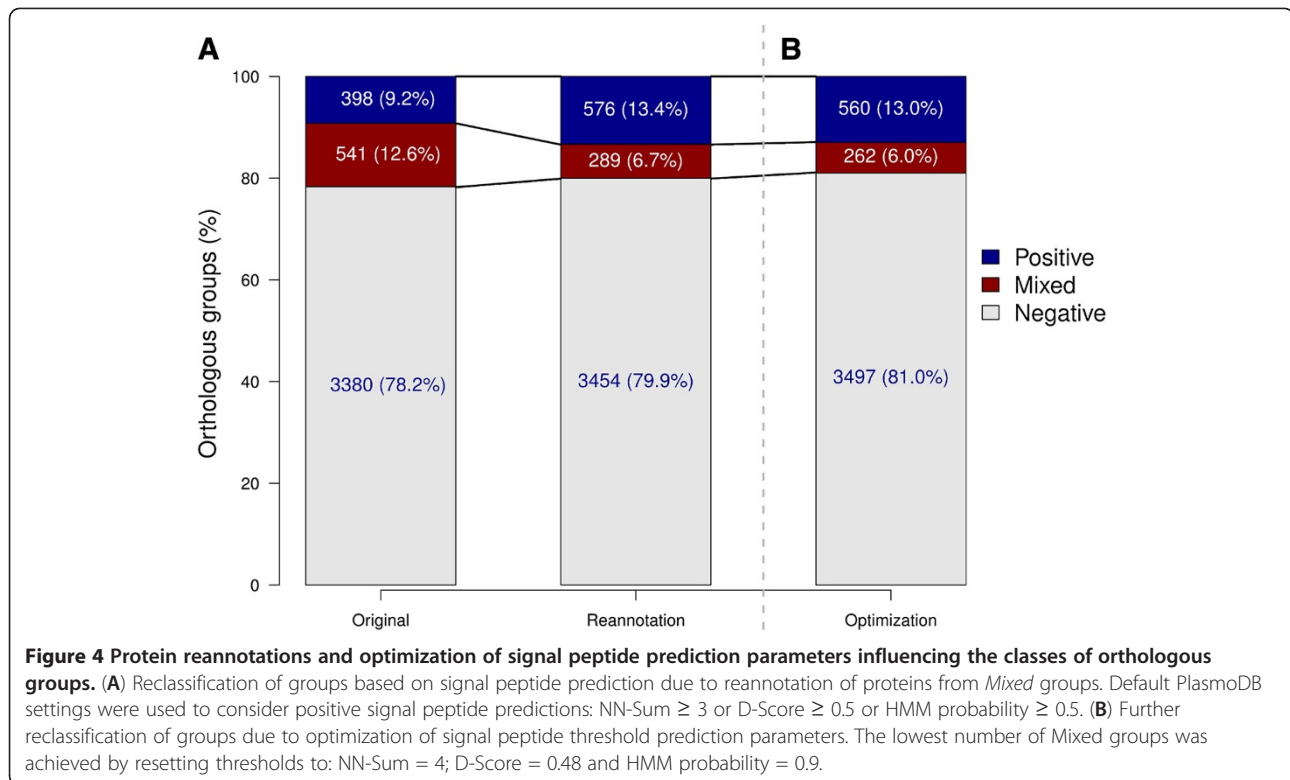 A
B
100
80
60
40
20
0
Orthologous groups (%)
398 (9.2%)
541 (12.6%)
3380 (78.2%)
576 (13.4%)
289 (6.7%)
3454 (79.9%)
560 (13.0%)
262 (6.0%)
3497 (81.0%)
Positive
Mixed
Negative
Original
Reannotation
Optimization
Figure 4 Protein reannotations and optimization of signal peptide prediction parameters influencing the classes of orthologous
groups. (A) Reclassification of groups based on signal peptide prediction due to reannotation of proteins from Mixed groups. Default PlasmoDB
settings were used to consider positive signal peptide predictions: NN-Sum ≥ 3 or D-Score ≥ 0.5 or HMM probability ≥ 0.5. (B) Further
reclassification of groups due to optimization of signal peptide threshold prediction parameters. The lowest number of Mixed groups was
achieved by resetting thresholds to: NN-Sum = 4; D-Score = 0.48 and HMM probability = 0.9.